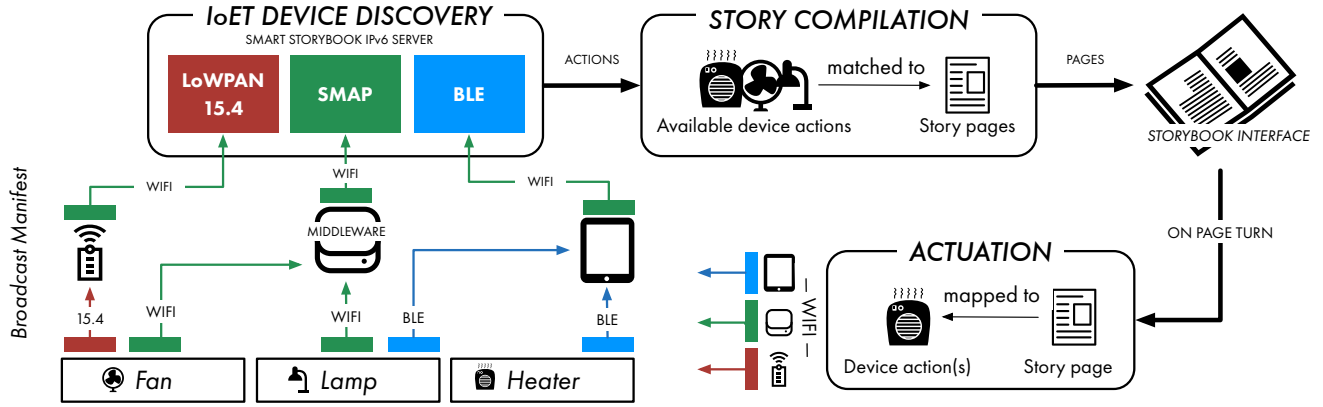 IoET DEVICE DISCOVERY
SMART STORYBOOK IPv6 SERVER
LoWPAN
15.4
SMAP
BLE
ACTIONS
STORY COMPILATION
matched to
Available device actions
Story pages
PAGES
STORYBOOK INTERFACE
Broadcast Manifest
WIFI
WIFI
WIFI
MIDDLEWARE
15.4
WIFI
WIFI
BLE
BLE
Fan
Lamp
Heater
ON PAGE TURN
ACTUATION
WIFI
mapped to
Device action(s)
Story page